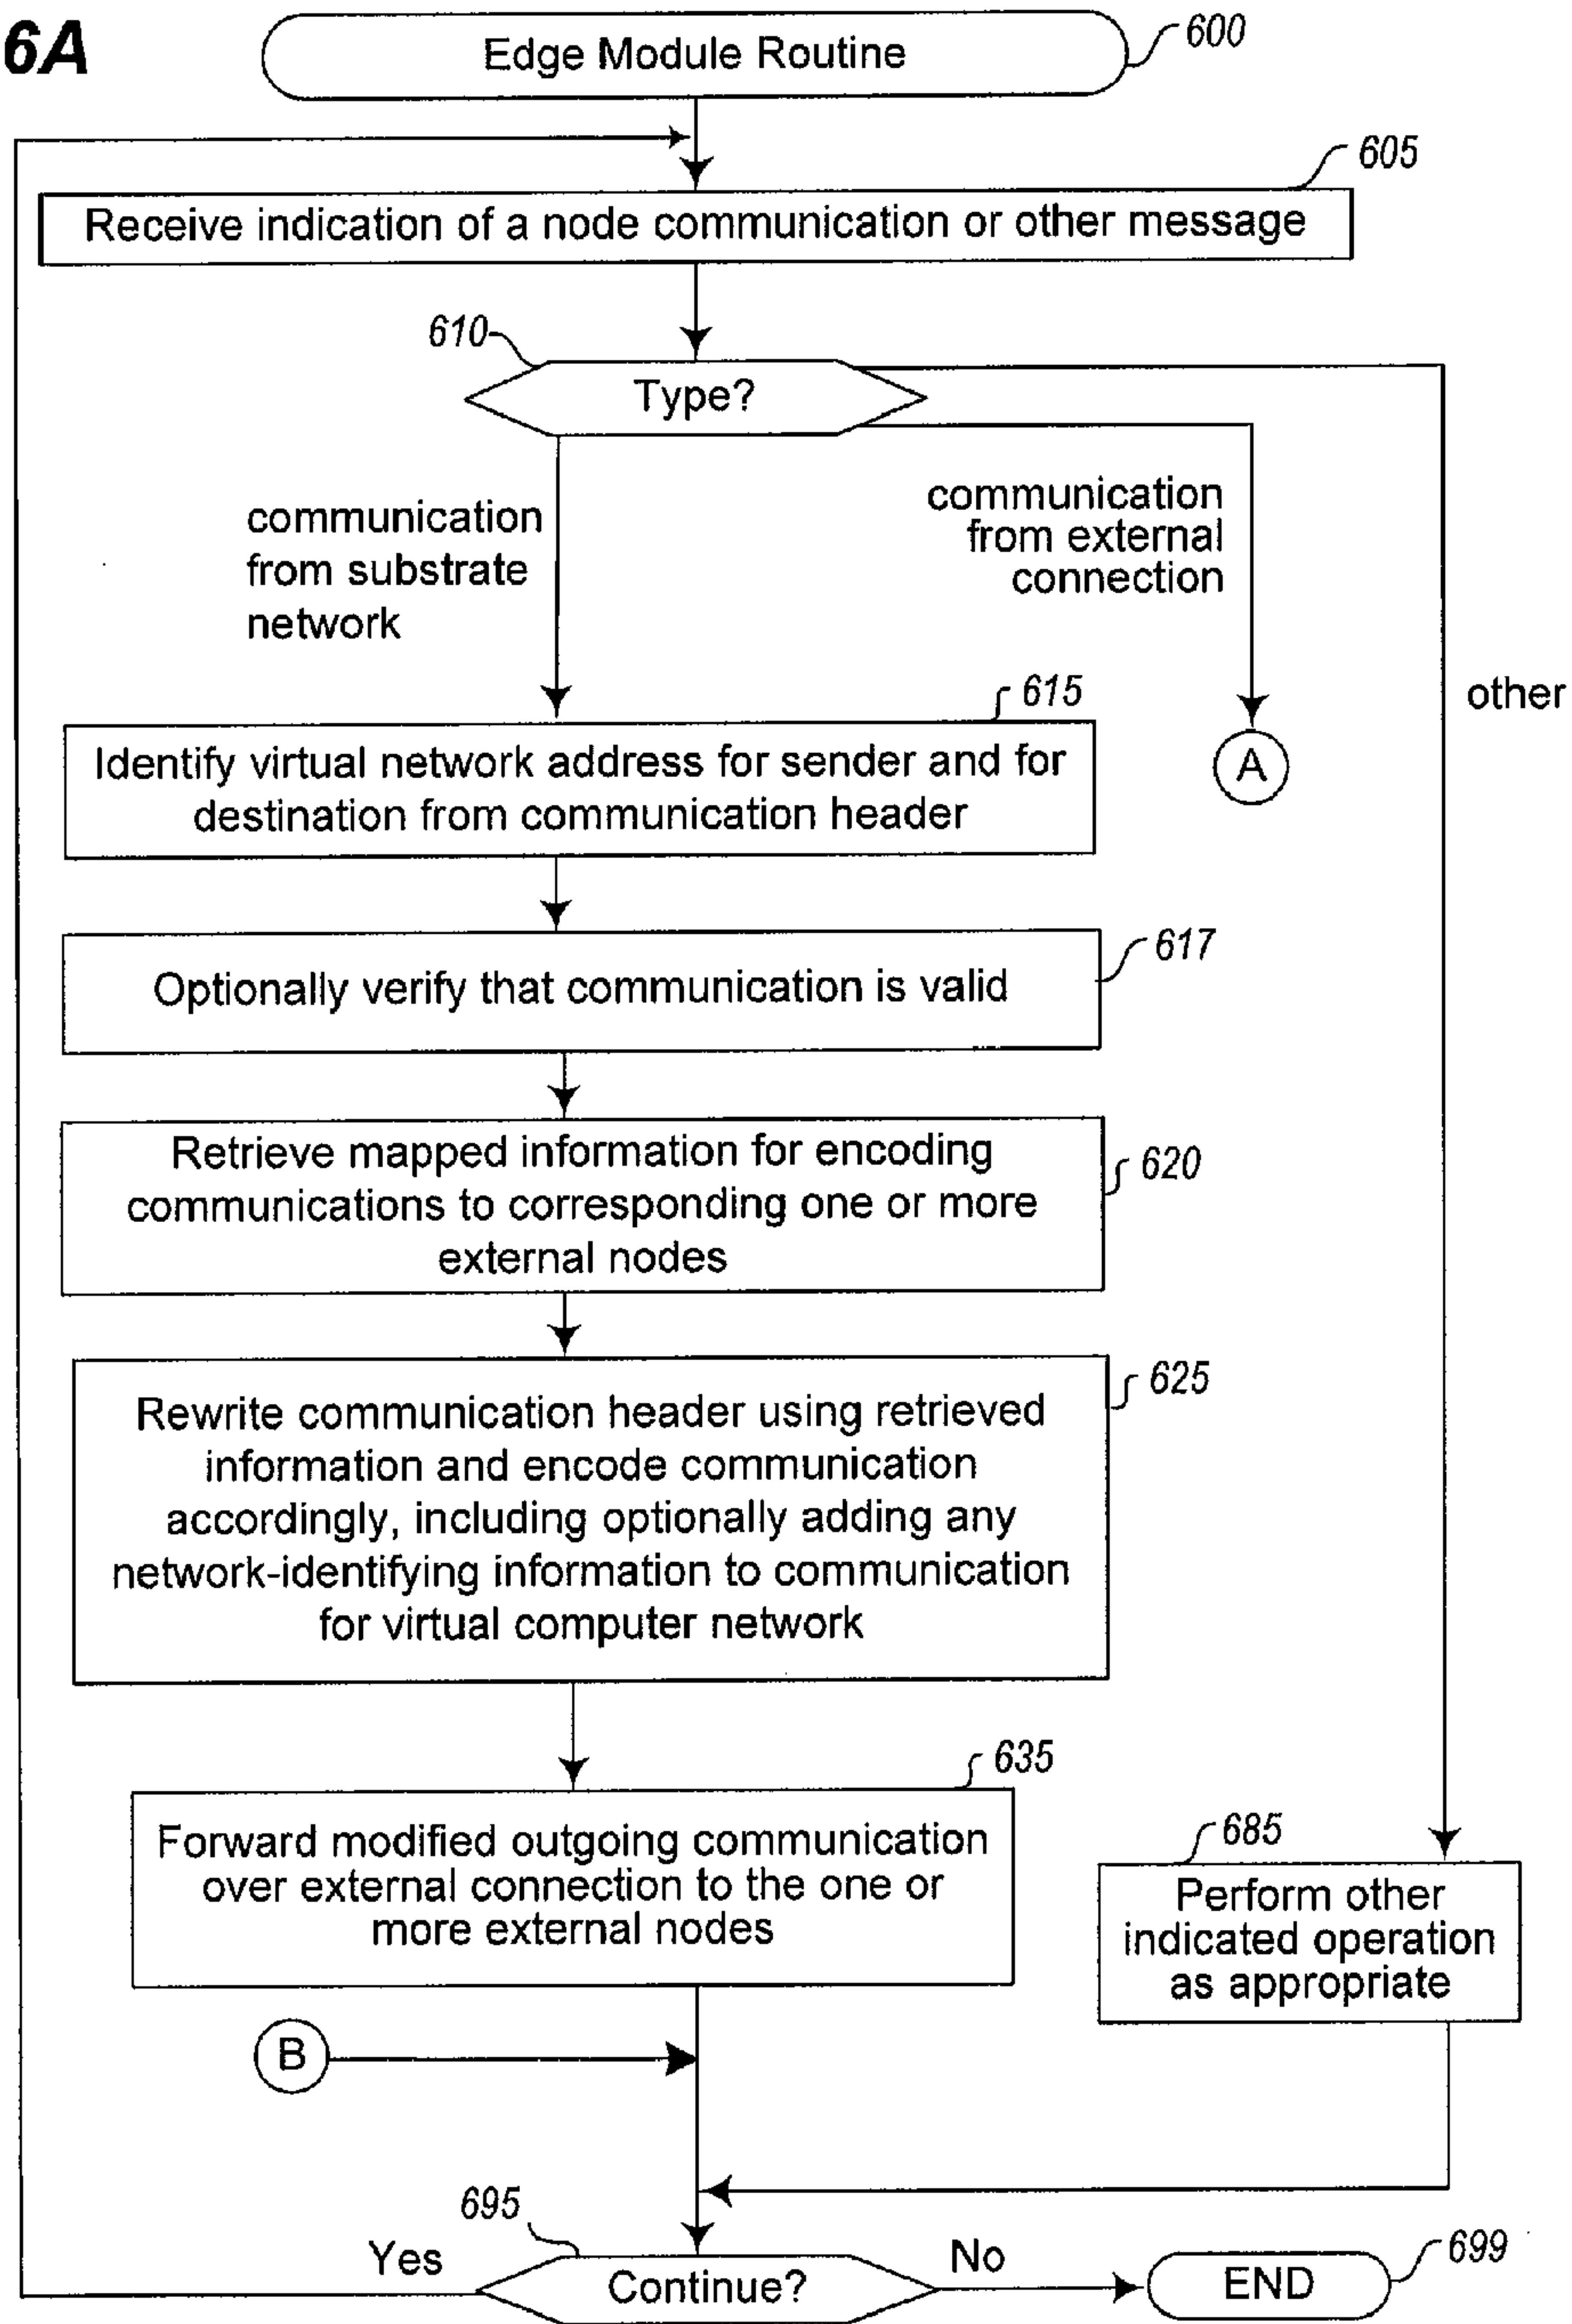 6A
Edge Module Routine
600
605
Receive indication of a node communication or other message
610
Type?
communication
from substrate
network
communication
from external
connection
other
615
A
Identify virtual network address for sender and for
destination from communication header
617
Optionally verify that communication is valid
620
Retrieve mapped information for encoding
communications to corresponding one or more
external nodes
625
Rewrite communication header using retrieved
information and encode communication
accordingly, including optionally adding any
network-identifying information to communication
for virtual computer network
635
Forward modified outgoing communication
over external connection to the one or
more external nodes
685
Perform other
indicated operation
as appropriate
B
695
Yes
Continue?
No
END
699